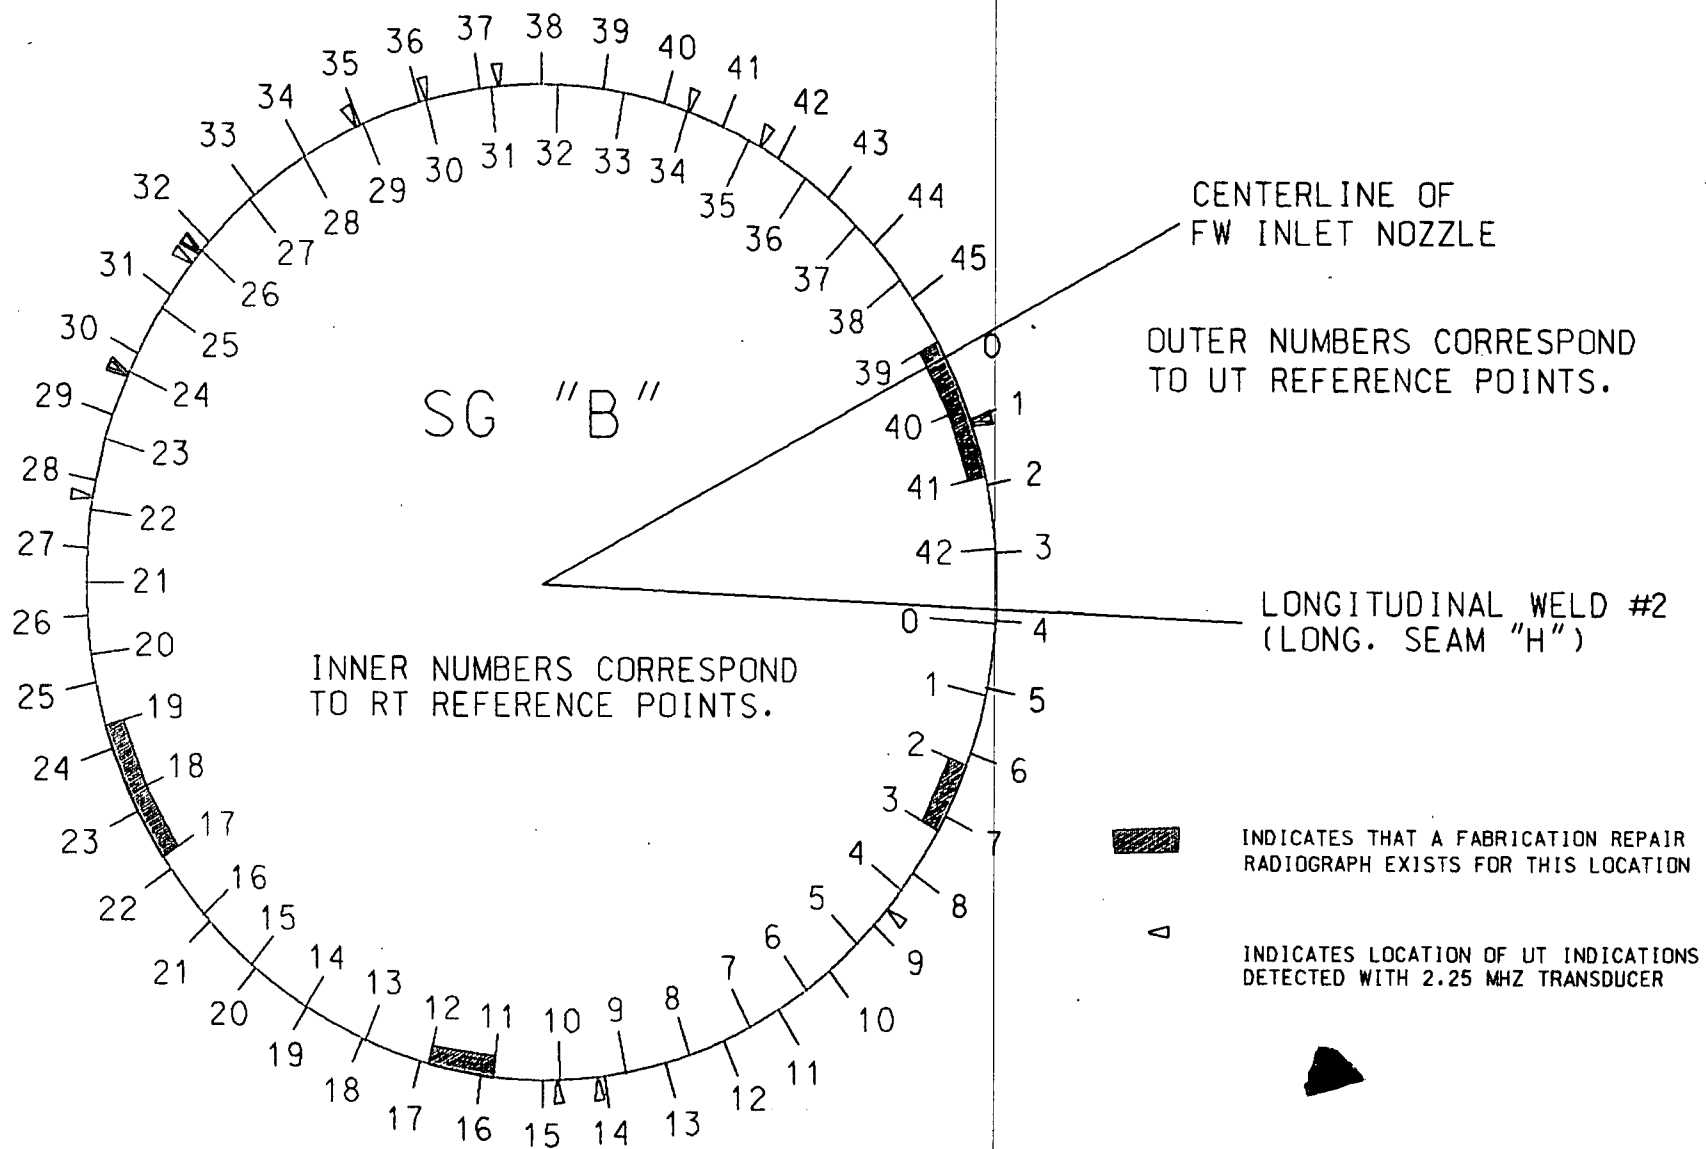 37 38 39
36 40
35 41
34 42
33 43
32 44
31 45
30 31 32 33 34
29 30 35
28 29 36
27 28 37
26 27 38
25 26 39
24 25 40
23 24 41
22 23 42
21 22 0
20 21 1
19 20 2
18 19 3
17 18 4
16 17 5
15 16 6
14 15 7
13 14 8
12 13 9
11 12 10
10 11
9 0
8 1
7 2
6 3
5 4
CENTERLINE OF
FW INLET NOZZLE
OUTER NUMBERS CORRESPOND
TO UT REFERENCE POINTS.
SG "B"
LONGITUDINAL WELD #2
(LONG. SEAM "H")
INNER NUMBERS CORRESPOND
TO RT REFERENCE POINTS.
INDICATES THAT A FABRICATION REPAIR
RADIOGRAPH EXISTS FOR THIS LOCATION
INDICATES LOCATION OF UT INDICATIONS
DETECTED WITH 2.25 MHZ TRANSDUCER